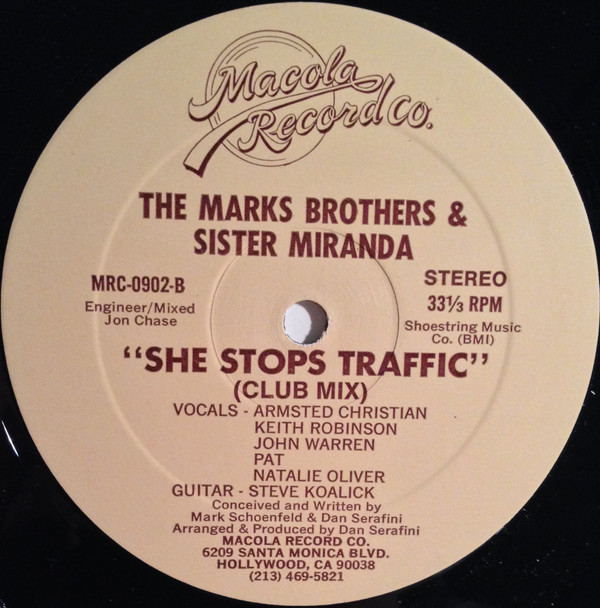 Macola
Record Co.
THE MARKS BROTHERS &
SISTER MIRANDA
MRC-0902-B
Engineer/Mixed
Jon Chase
STEREO
33⅓ RPM
Shoestring Music
Co. (BMI)
"SHE STOPS TRAFFIC"
(CLUB MIX)
VOCALS - ARMSTED CHRISTIAN
KEITH ROBINSON
JOHN WARREN
PAT
NATALIE OLIVER
GUITAR - STEVE KOALICK
Conceived and Written by
Mark Schoenfeld & Dan Serafini
Arranged & Produced by Dan Serafini
MACOLA RECORD CO.
6209 SANTA MONICA BLVD.
HOLLYWOOD, CA 90038
(213) 469-5821